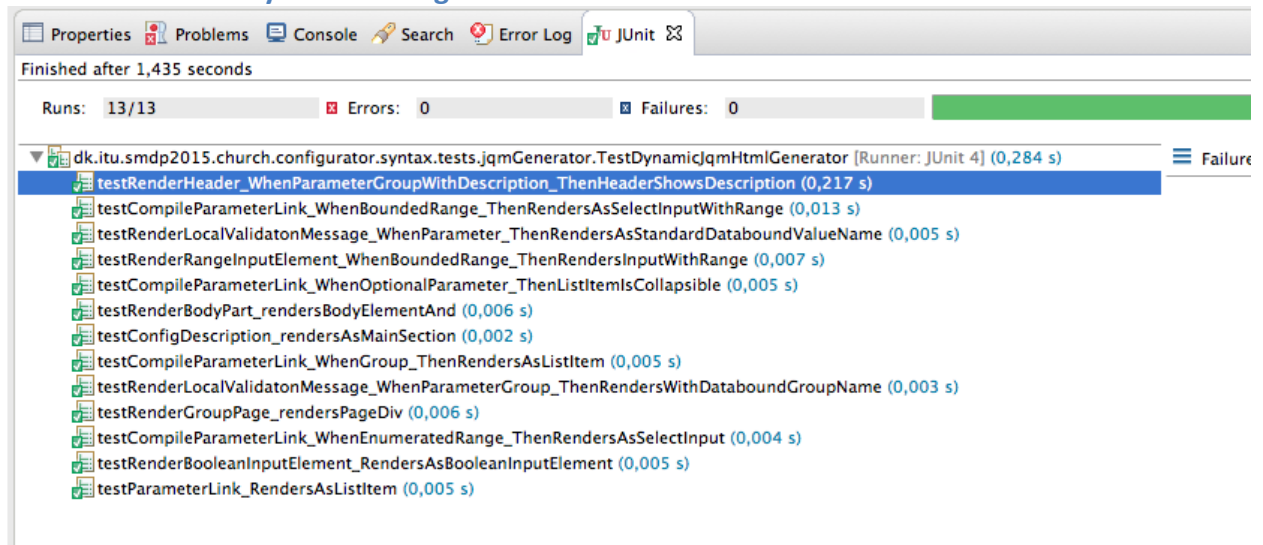 Properties Problems Console Search Error Log JUnit
Finished after 1,435 seconds
Runs: 13/13 Errors: 0 Failures: 0
dk.itu.smdp2015.church.configurator.syntax.tests.jqmGenerator.TestDynamicJqmHtmlGenerator [Runner: JUnit 4] (0,284 s) Failure
testRenderHeader_WhenParameterGroupWithDescription_ThenHeaderShowsDescription (0,217 s)
testCompileParameterLink_WhenBoundedRange_ThenRendersAsSelectInputWithRange (0,013 s)
testRenderLocalValidatonMessage_WhenParameter_ThenRendersAsStandardDataboundValueName (0,005 s)
testRenderRangeInputElement_WhenBoundedRange_ThenRendersInputWithRange (0,007 s)
testCompileParameterLink_WhenOptionalParameter_ThenListItemIsCollapsible (0,005 s)
testRenderBodyPart_rendersBodyElementAnd (0,006 s)
testConfigDescription_rendersAsMainSection (0,002 s)
testCompileParameterLink_WhenGroup_ThenRendersAsListItem (0,005 s)
testRenderLocalValidatonMessage_WhenParameterGroup_ThenRendersWithDataboundGroupName (0,003 s)
testRenderGroupPage_rendersPageDiv (0,006 s)
testCompileParameterLink_WhenEnumeratedRange_ThenRendersAsSelectInput (0,004 s)
testRenderBooleanInputElement_RendersAsBooleanInputElement (0,005 s)
testParameterLink_RendersAsListItem (0,005 s)